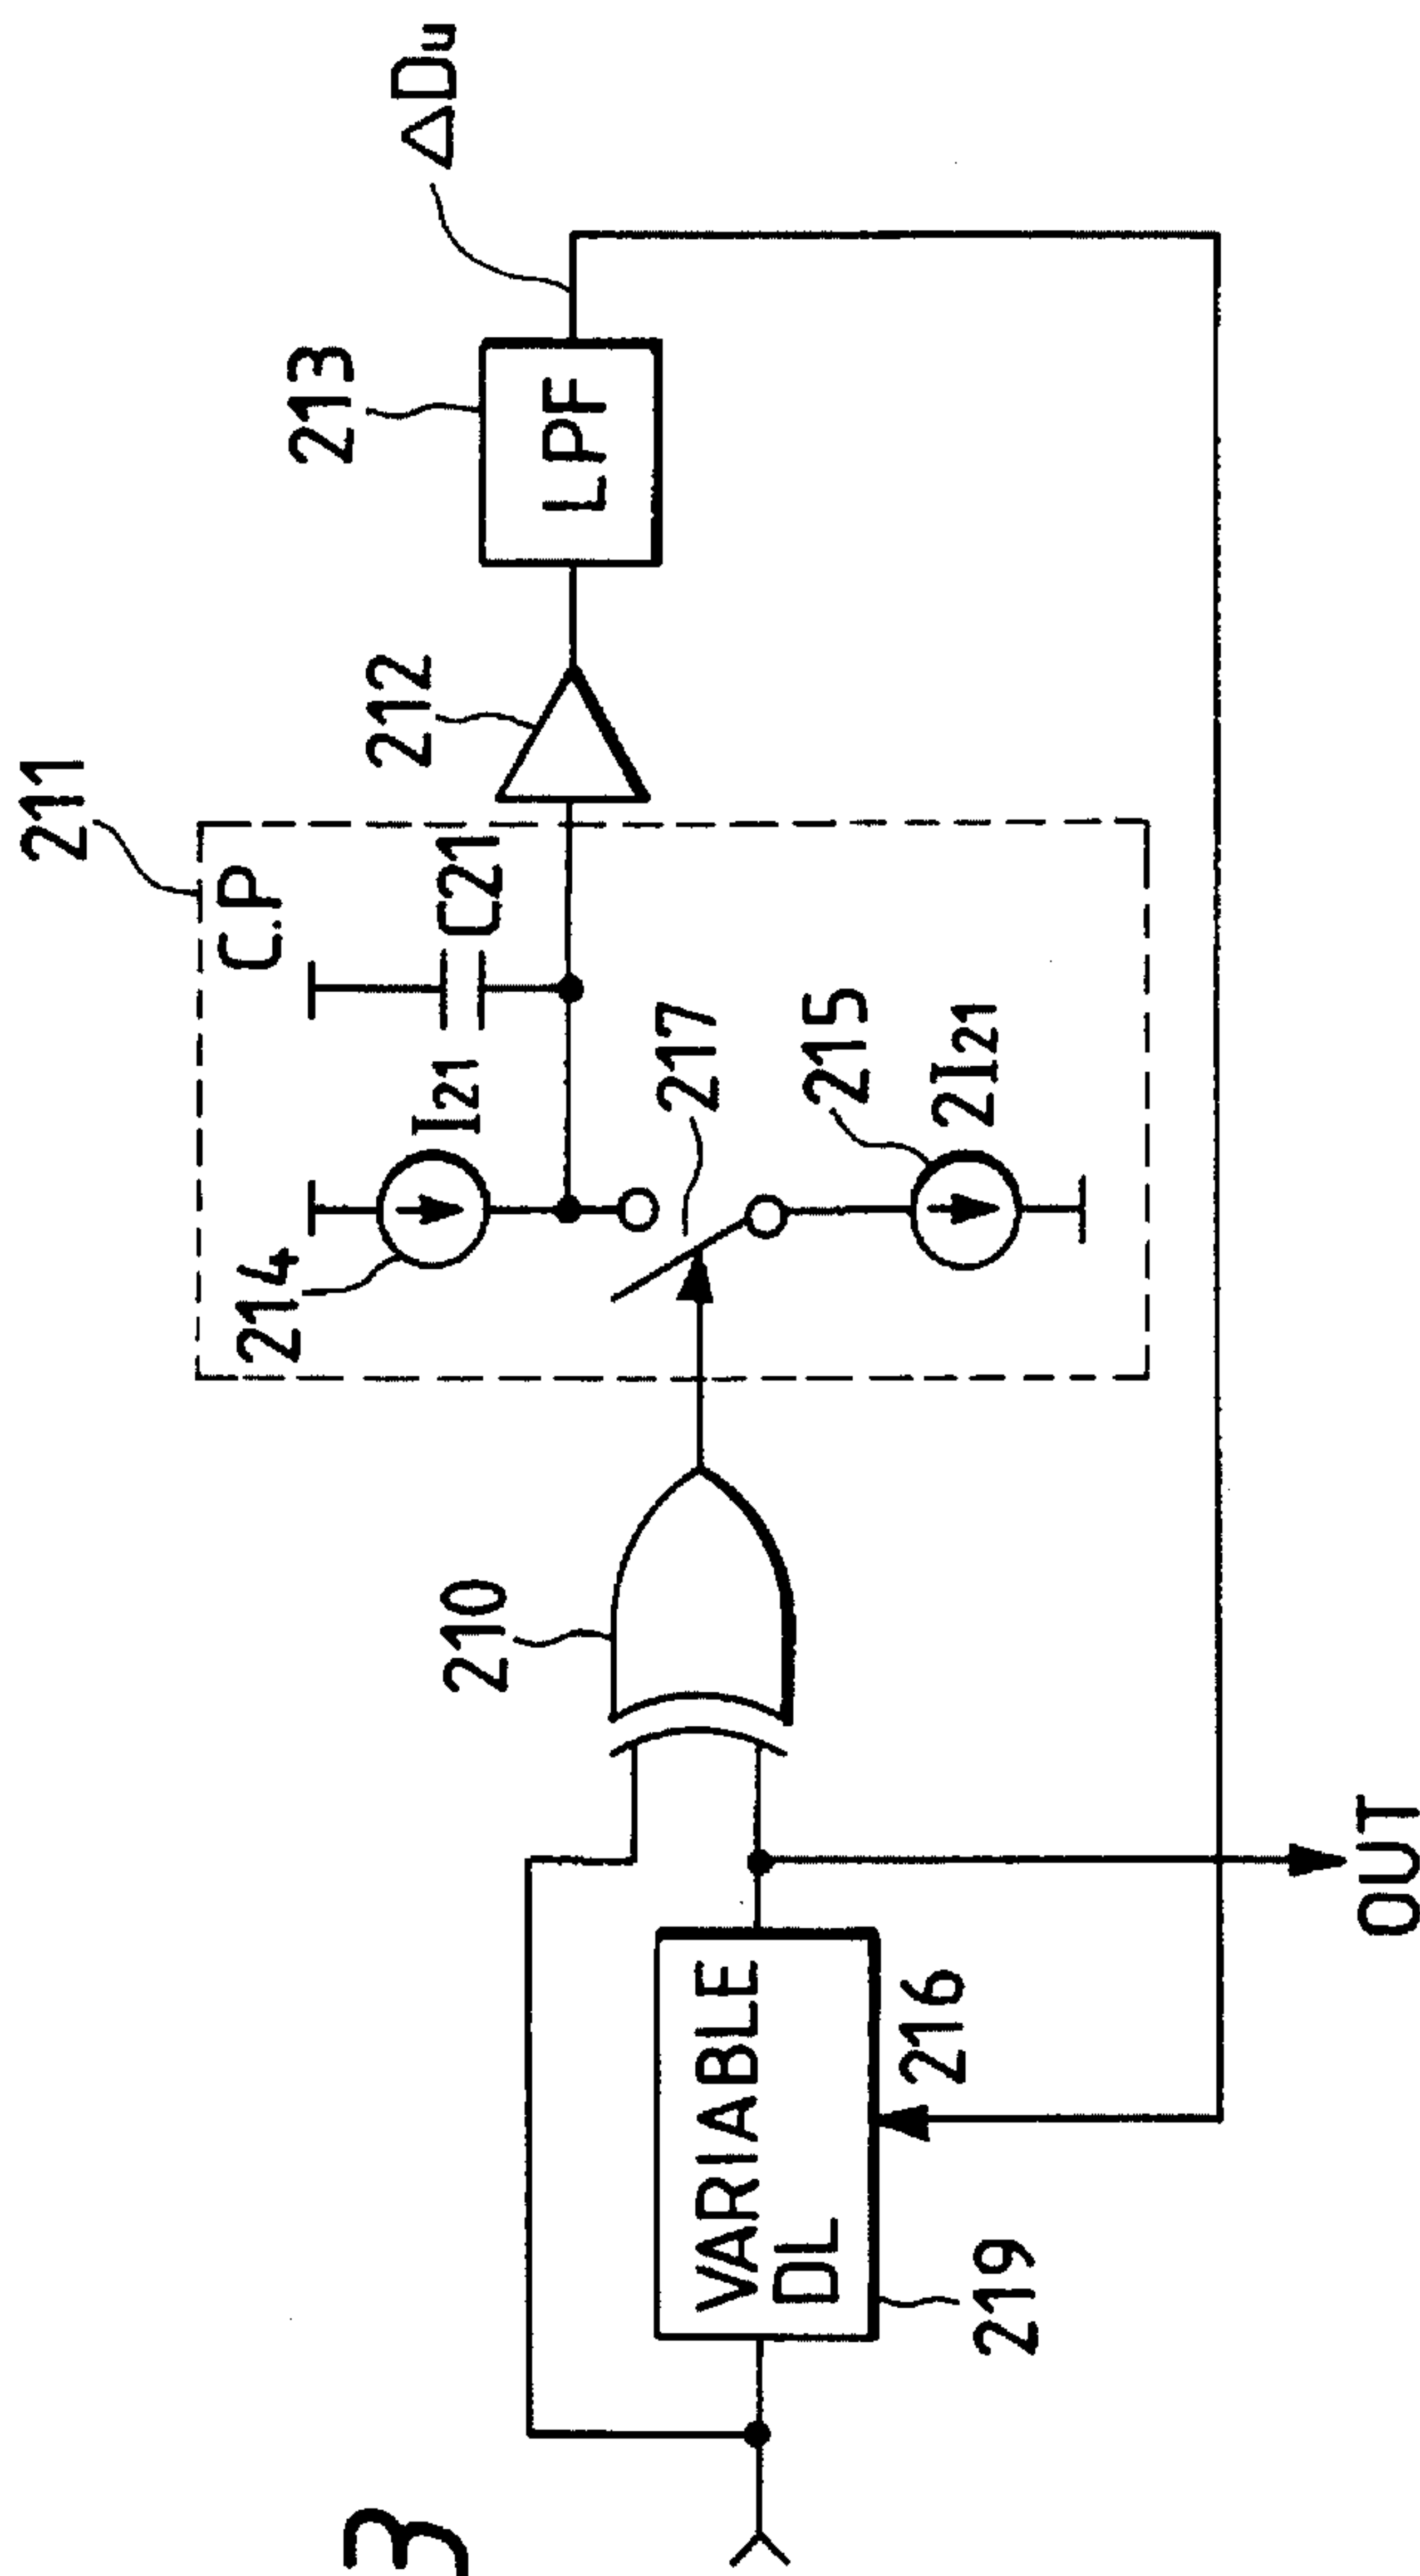 3
VARIABLE
DL
219
216
OUT
210
211
C.P
214
I21
C21
217
215
2I21
212
213
LPF
ΔDu